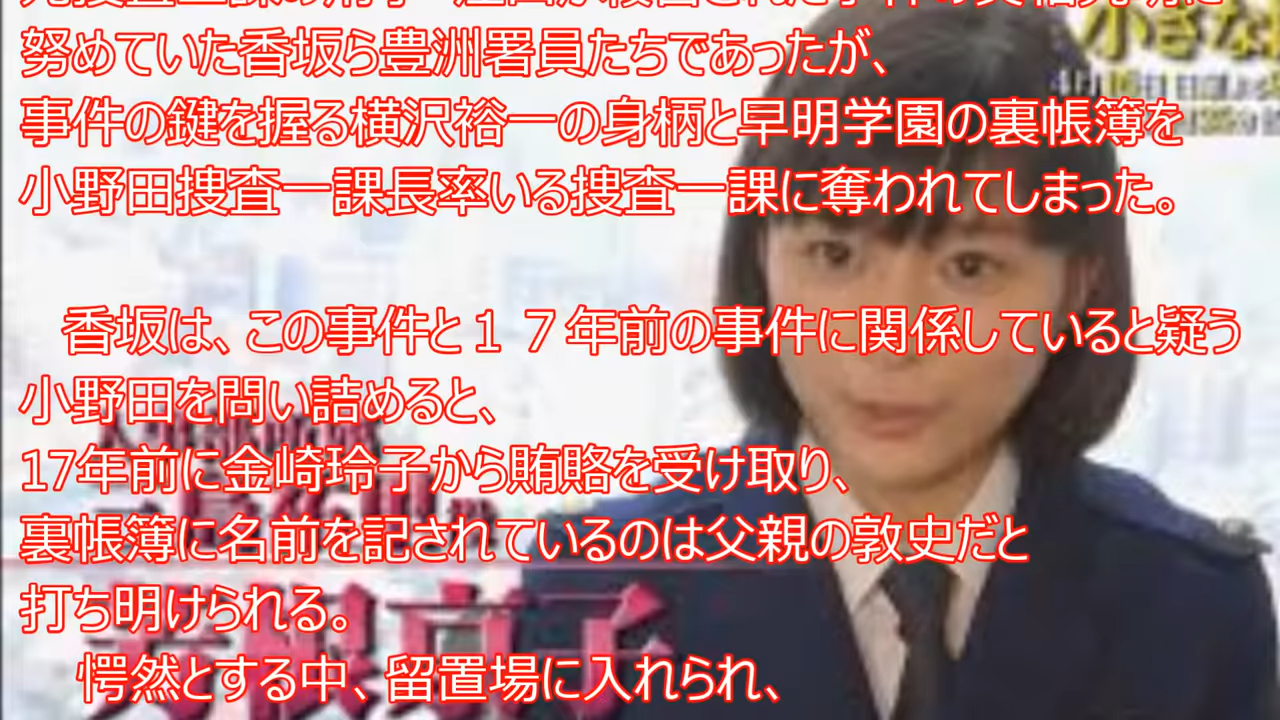 努めていた香坂ら豊洲署員たちであったが、
事件の鍵を握る横沢裕一の身柄と早明学園の裏帳簿を
小野田捜査一課長率いる捜査一課に奪われてしまった。
香坂は、この事件と１７年前の事件に関係していると疑う
小野田を問い詰めると、
17年前に金崎玲子から賄賂を受け取り、
裏帳簿に名前を記されているのは父親の敦史だと
打ち明けられる。
愕然とする中、留置場に入れられ、
小さな